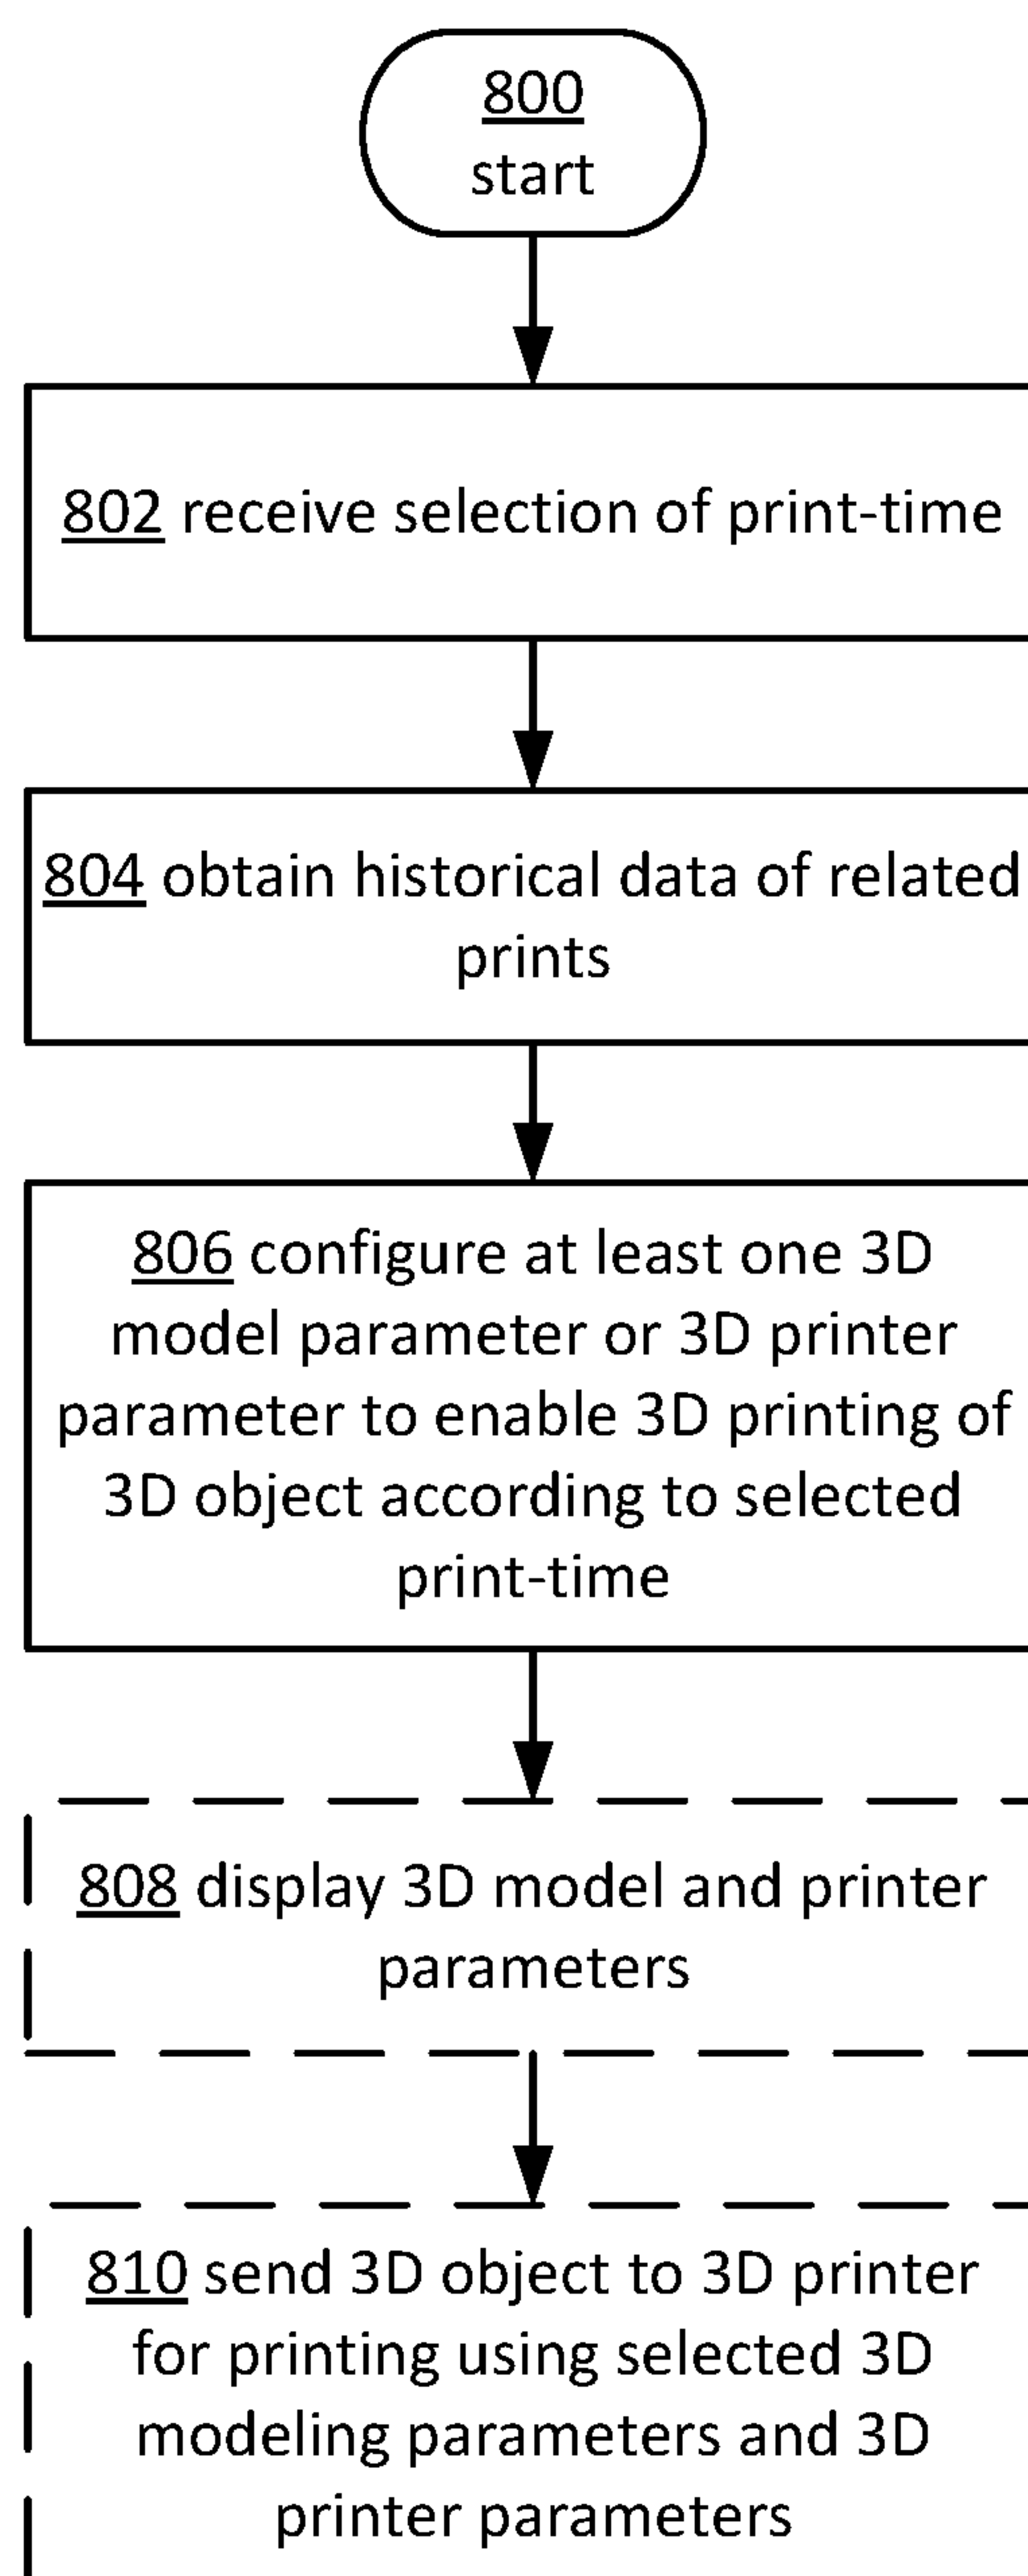 800
start
802 receive selection of print-time
804 obtain historical data of related
prints
806 configure at least one 3D
model parameter or 3D printer
parameter to enable 3D printing of
3D object according to selected
print-time
808 display 3D model and printer
parameters
810 send 3D object to 3D printer
for printing using selected 3D
modeling parameters and 3D
printer parameters